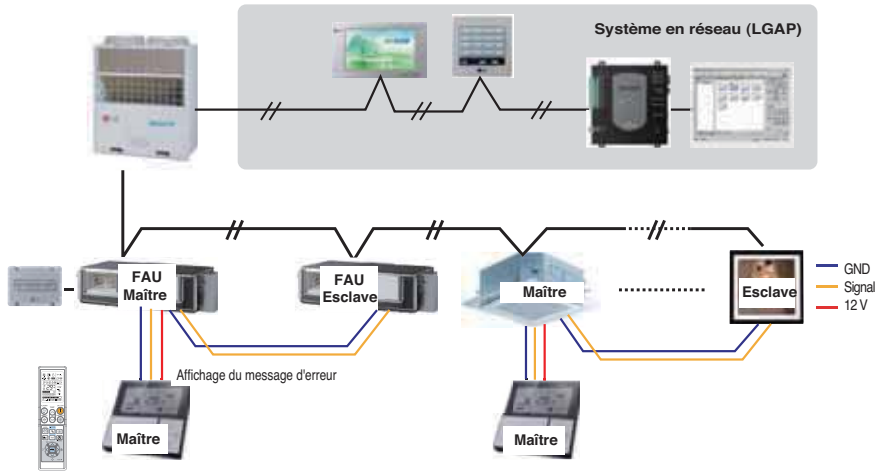 Système en réseau (LGAP)
FAU
Maître
FAU
Esclave
Maître
Esclave
GND
Signal
12 V
Affichage du message d'erreur
Maître
Maître